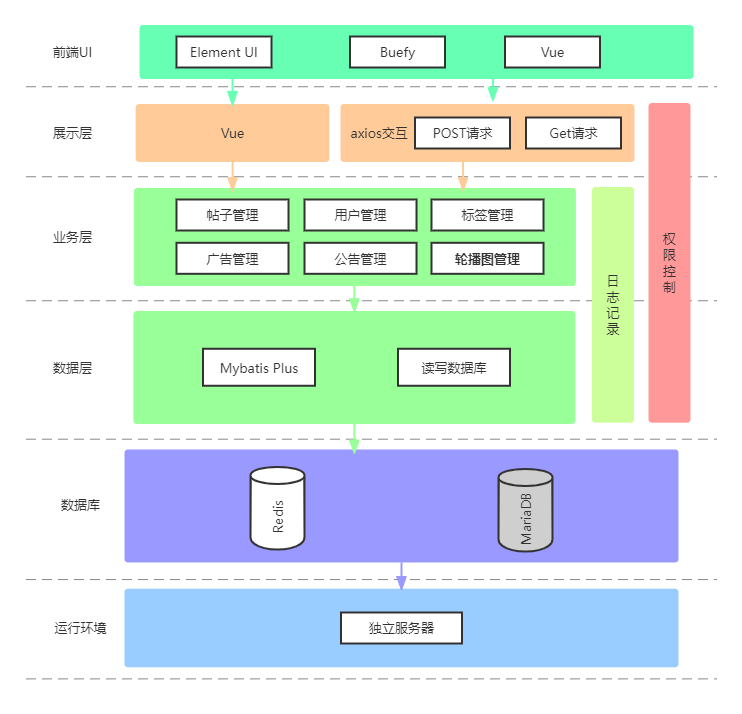 前端UI
Element UI
Buefy
Vue
展示层
Vue
axios交互
POST请求
Get请求
业务层
帖子管理
用户管理
标签管理
广告管理
公告管理
轮播图管理
日志记录
权限控制
数据层
Mybatis Plus
读写数据库
数据库
Redis
MariaDB
运行环境
独立服务器